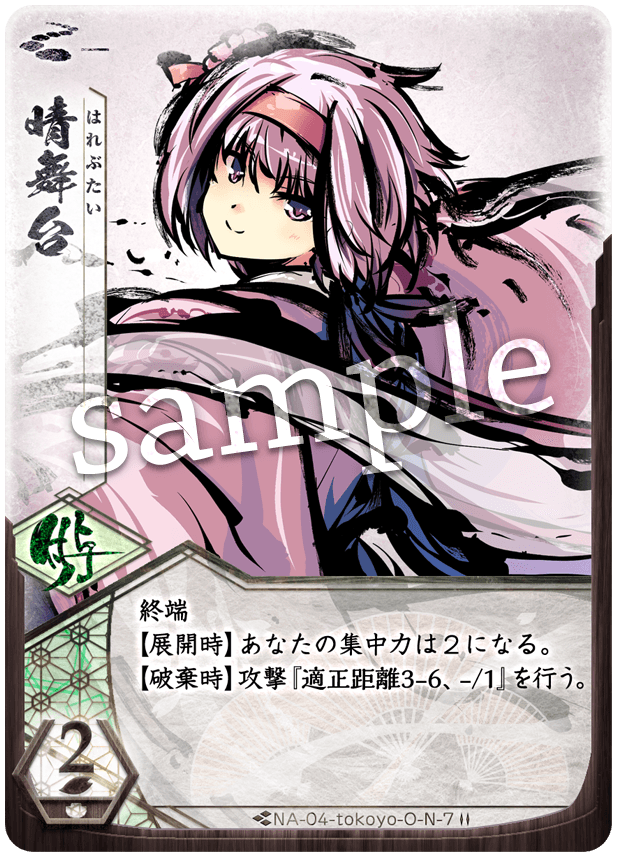 晴舞台
はれぶたい
sample
終端
【展開時】あなたの集中力は２になる。
【破棄時】攻撃『適正距離3-6、-/1』を行う。
2
NA-04-tokoyo-O-N-7